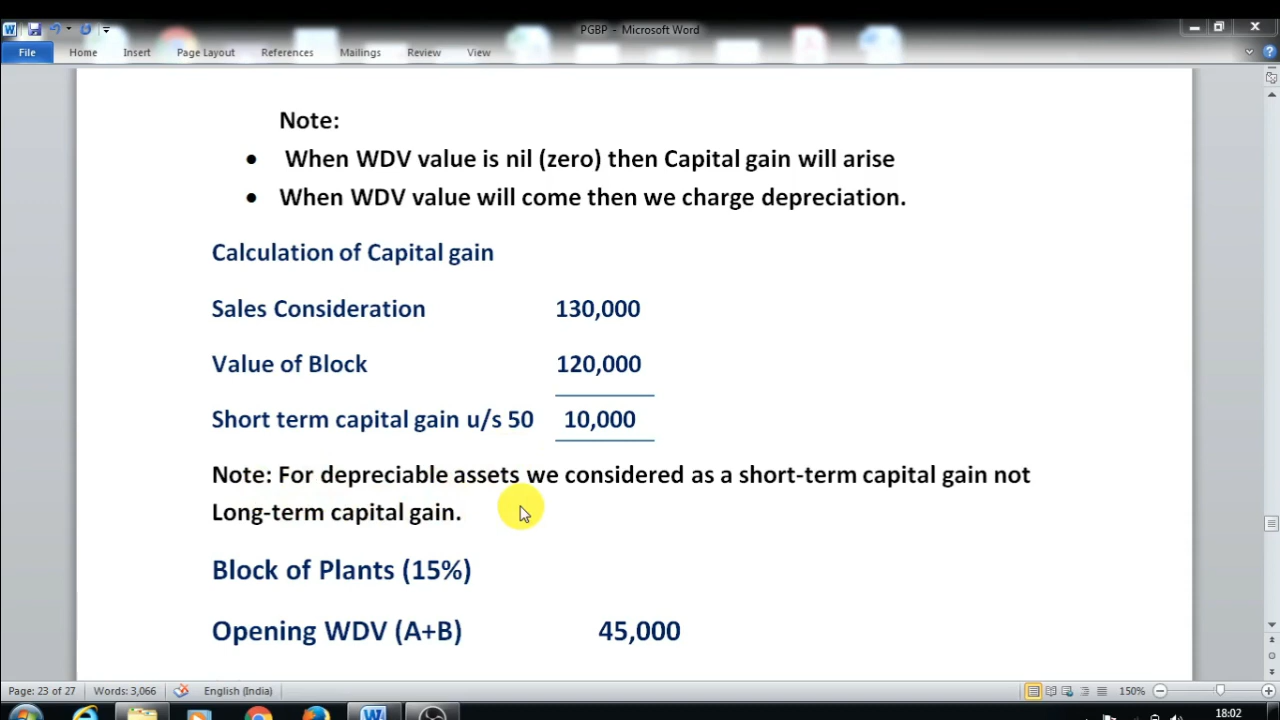 PGBP - Microsoft Word
File Home Insert Page Layout References Mailings Review View
Note:
• When WDV value is nil (zero) then Capital gain will arise
• When WDV value will come then we charge depreciation.
Calculation of Capital gain
Sales Consideration 130,000
Value of Block 120,000
Short term capital gain u/s 50 10,000
Note: For depreciable assets we considered as a short-term capital gain not
Long-term capital gain.
Block of Plants (15%)
Opening WDV (A+B) 45,000
Page: 23 of 27 Words: 3,066 English (India) 150%
18:02